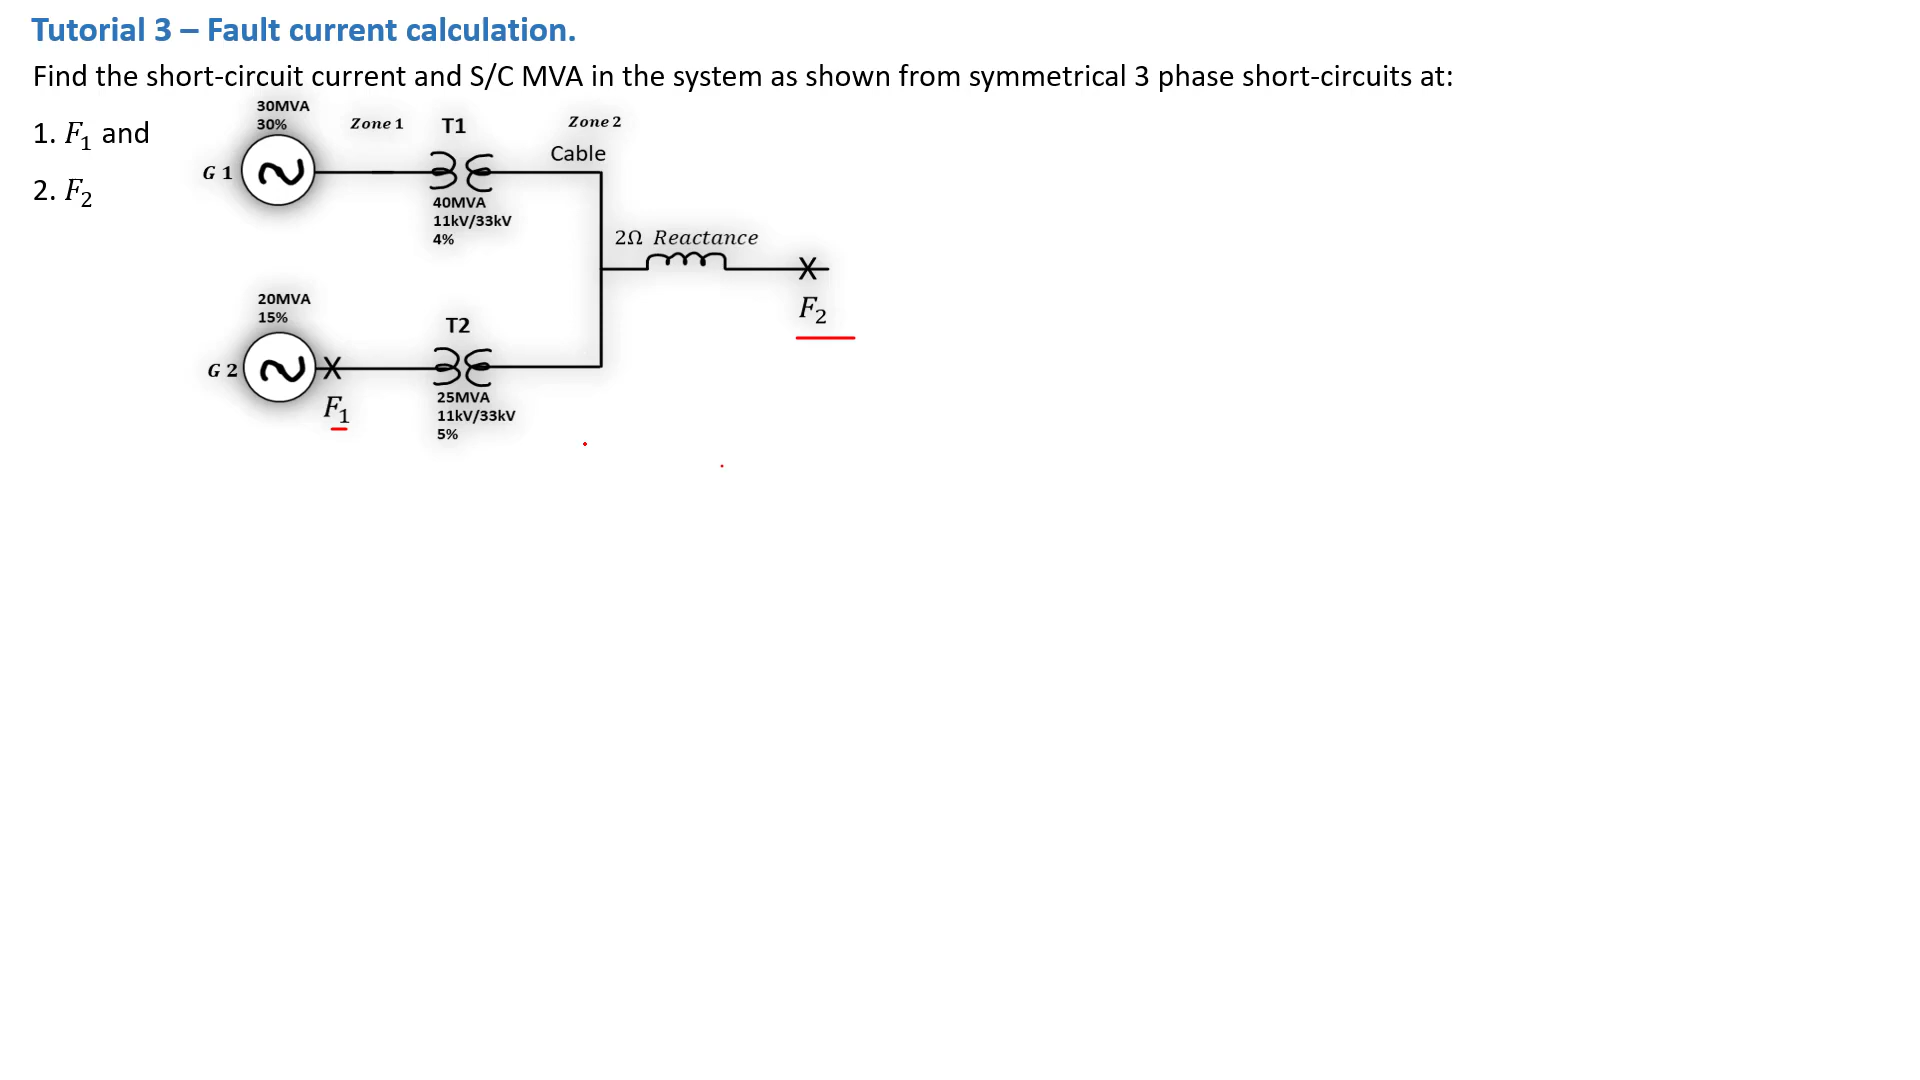 Tutorial 3 – Fault current calculation.
Find the short-circuit current and S/C MVA in the system as shown from symmetrical 3 phase short-circuits at:
1. F₁ and
2. F₂
30MVA
30%
Zone 1
T1
Zone 2
Cable
G 1
40MVA
11kV/33kV
4%
2Ω Reactance
F₂
20MVA
15%
T2
G 2
F₁
25MVA
11kV/33kV
5%